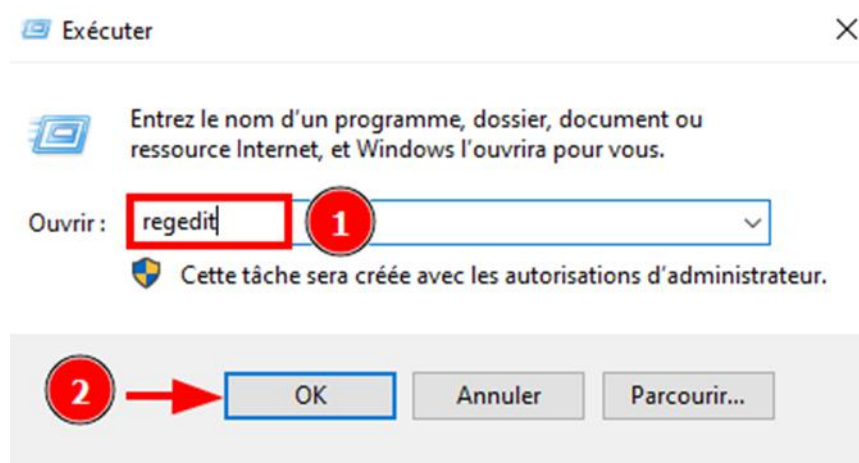 Exécuter
Entrez le nom d’un programme, dossier, document ou
ressource Internet, et Windows l’ouvrira pour vous.
Ouvrir : regedit 1
Cette tâche sera créée avec les autorisations d’administrateur.
2 OK Annuler Parcourir...